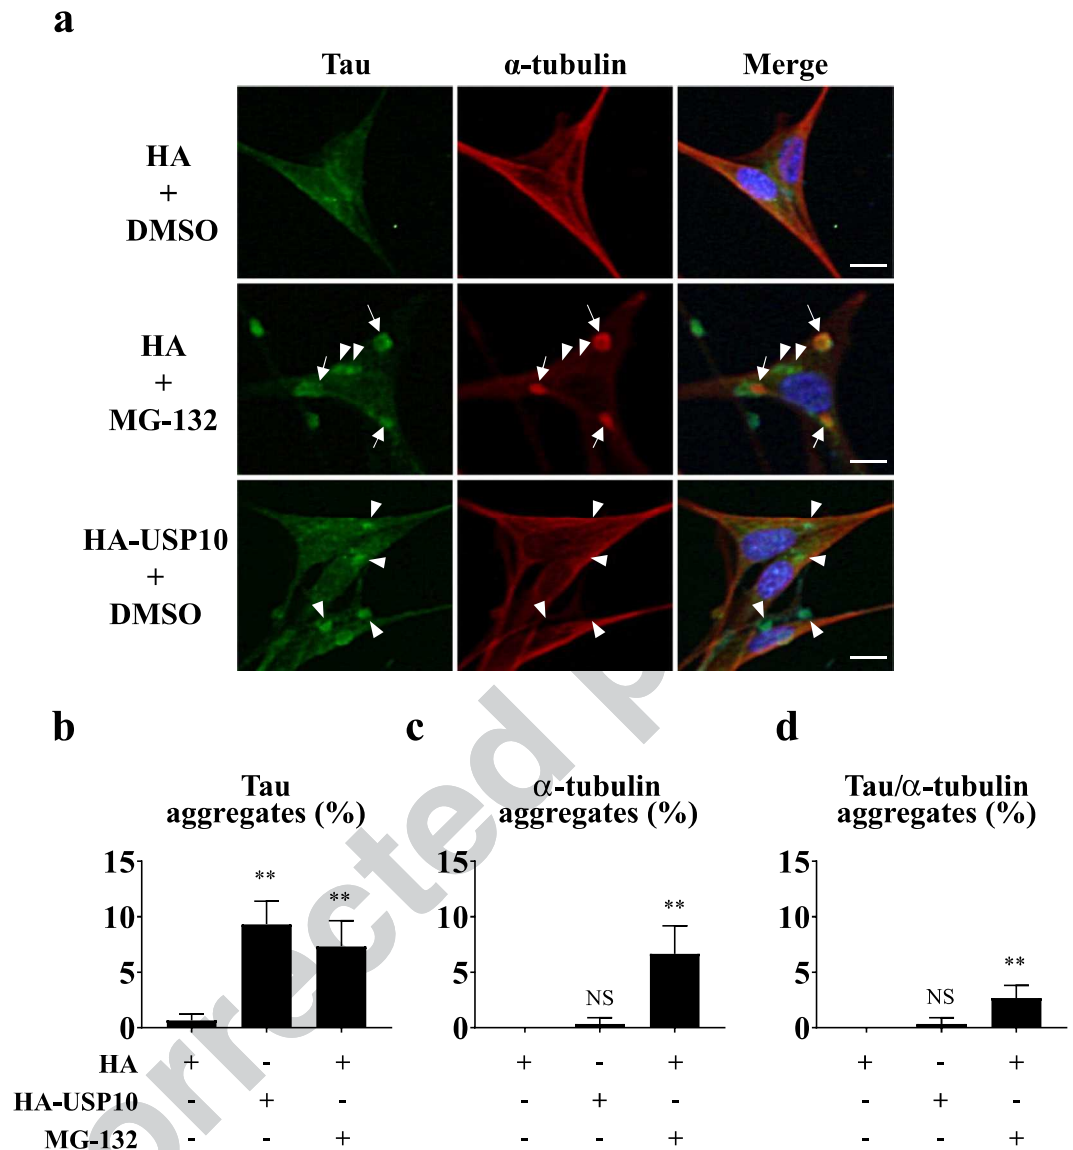 a
Tau α-tubulin Merge
HA
+
DMSO
HA
+
MG-132
HA-USP10
+
DMSO
b c d
Tau
aggregates (%)
α-tubulin
aggregates (%)
Tau/α-tubulin
aggregates (%)
15
10
5
0
** **
15
10
5
0
NS **
15
10
5
0
NS **
HA + - + + - + + - +
HA-USP10 - + - - + - - + -
MG-132 - - + - - + - - +
orrected p